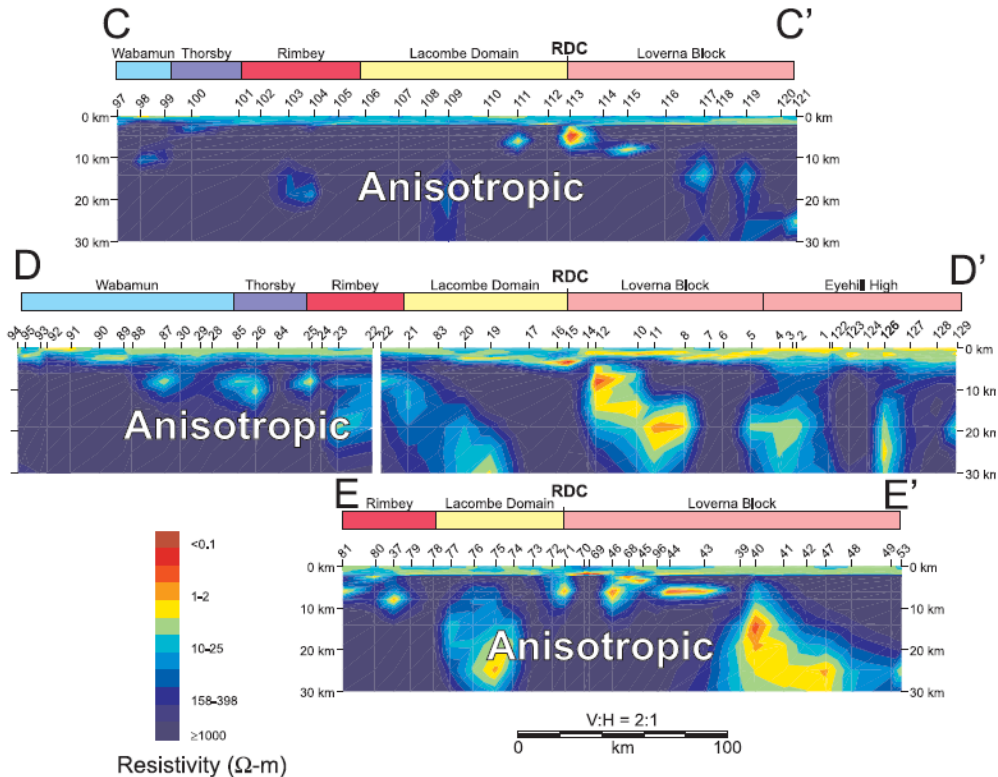 C C'
RDC
Wabamun Thorsby Rimbey Lacombe Domain Loverna Block
97 98 99 100 101 102 103 104 105 106 107 108 109 110 111 112 113 114 115 116 117 118 119 120 121
0 km 0 km
10 km 10 km
Anisotropic
20 km 20 km
30 km 30 km
D D'
RDC
Wabamun Thorsby Rimbey Lacombe Domain Loverna Block Eyehill High
94 95 93 92 91 90 89 88 87 30 29 28 85 26 84 25 24 23 22 22 21 83 20 19 17 16 15 14 12 10 11 8 7 6 5 4 3 2 1 122 123 124 126 127 128 129
0 km
10 km
Anisotropic
20 km
30 km
E E'
RDC
Rimbey Lacombe Domain Loverna Block
81 80 37 79 78 77 76 75 74 73 72 71 70 69 46 68 45 96 44 43 39 40 41 42 47 48 49 53
0 km 0 km
10 km 10 km
Anisotropic
20 km 20 km
30 km 30 km
<0.1
1–2
10–25
158–398
≥1000
Resistivity (Ω-m)
V:H = 2:1
0 km 100